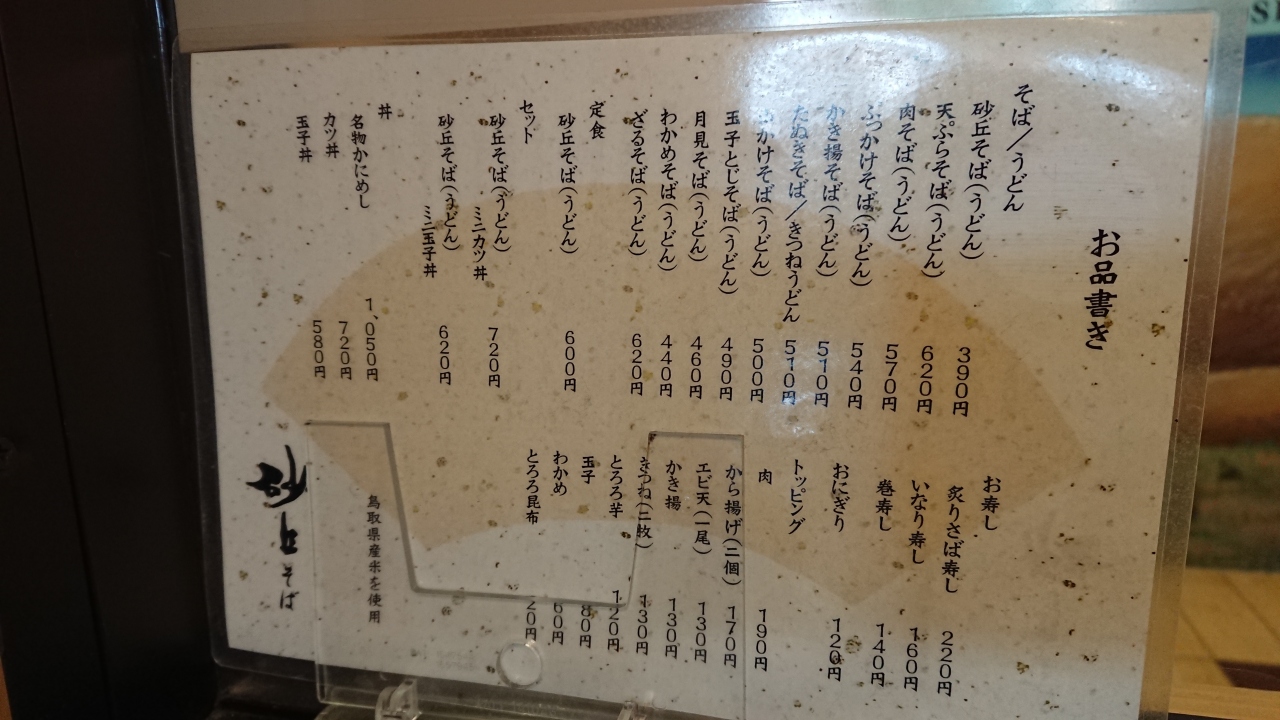 お品書き
そば/うどん
砂丘そば(うどん) 390円
天ぷらそば(うどん) 620円
肉そば(うどん) 570円
ぶっかけそば(うどん) 540円
かき揚そば(うどん) 510円
たぬきそば/きつねうどん 510円
かけそば(うどん) 500円
玉子とじそば(うどん) 490円
月見そば(うどん) 460円
わかめそば(うどん) 440円
ざるそば(うどん) 620円
定食
砂丘そば(うどん) 600円
セット
砂丘そば(うどん)
ミニカツ丼 720円
砂丘そば(うどん)
ミニ玉子丼 620円
丼
名物かにめし 1、050円
カツ丼 720円
玉子丼 580円
お寿し
炙りさば寿し 220円
いなり寿し 160円
巻寿し 140円
おにぎり 120円
トッピング
肉 190円
から揚げ(二個) 170円
エビ天(一尾) 130円
かき揚 130円
きつね(二枚) 130円
とろろ芋 120円
玉子 80円
わかめ 60円
とろろ昆布 20円
鳥取県産米を使用
砂丘そば